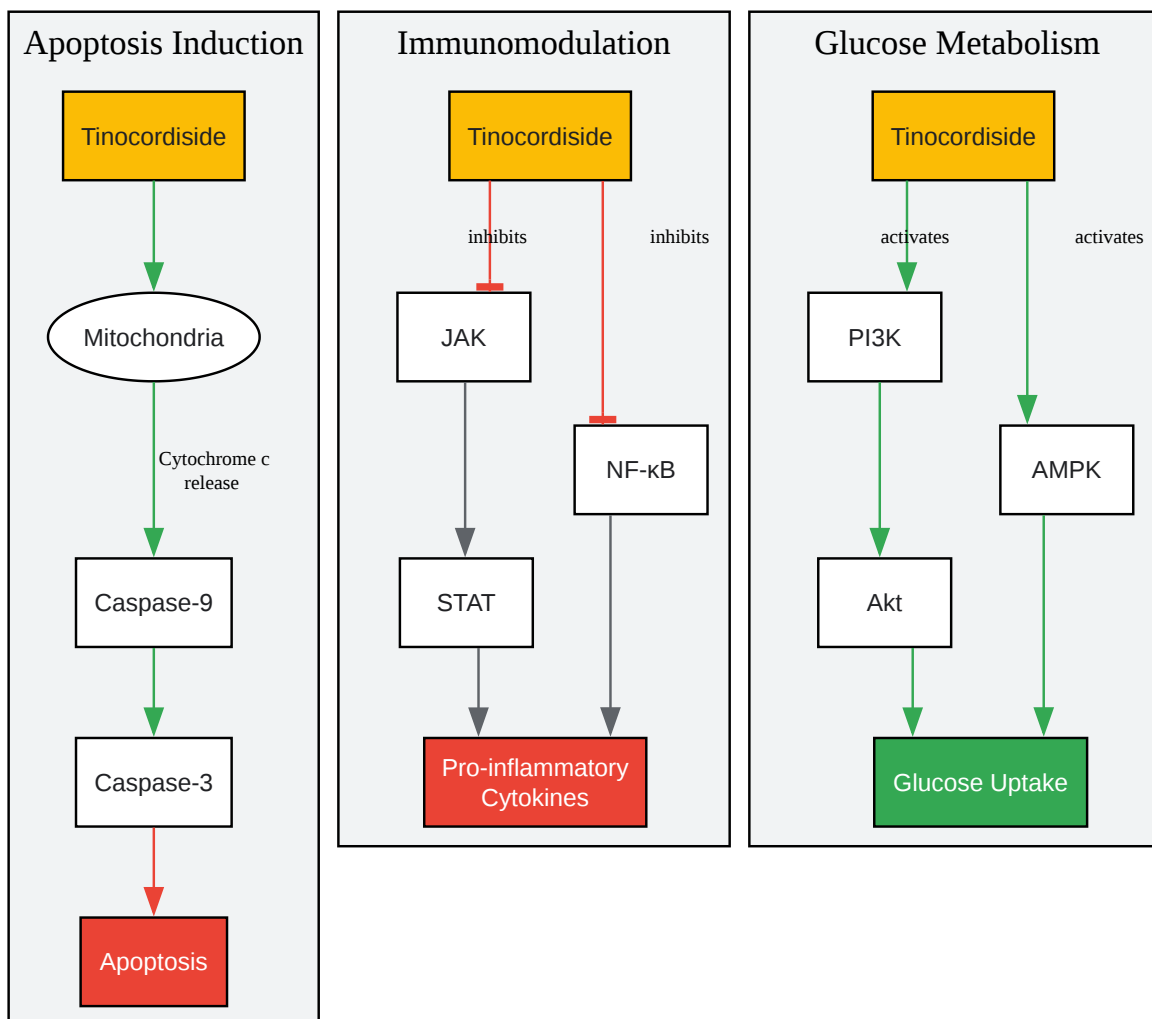 Apoptosis Induction
Tinocordiside
Mitochondria
Cytochrome c
release
Caspase-9
Caspase-3
Apoptosis
Immunomodulation
Tinocordiside
inhibits
inhibits
JAK
NF-κB
STAT
Pro-inflammatory
Cytokines
Glucose Metabolism
Tinocordiside
activates
activates
PI3K
AMPK
Akt
Glucose Uptake